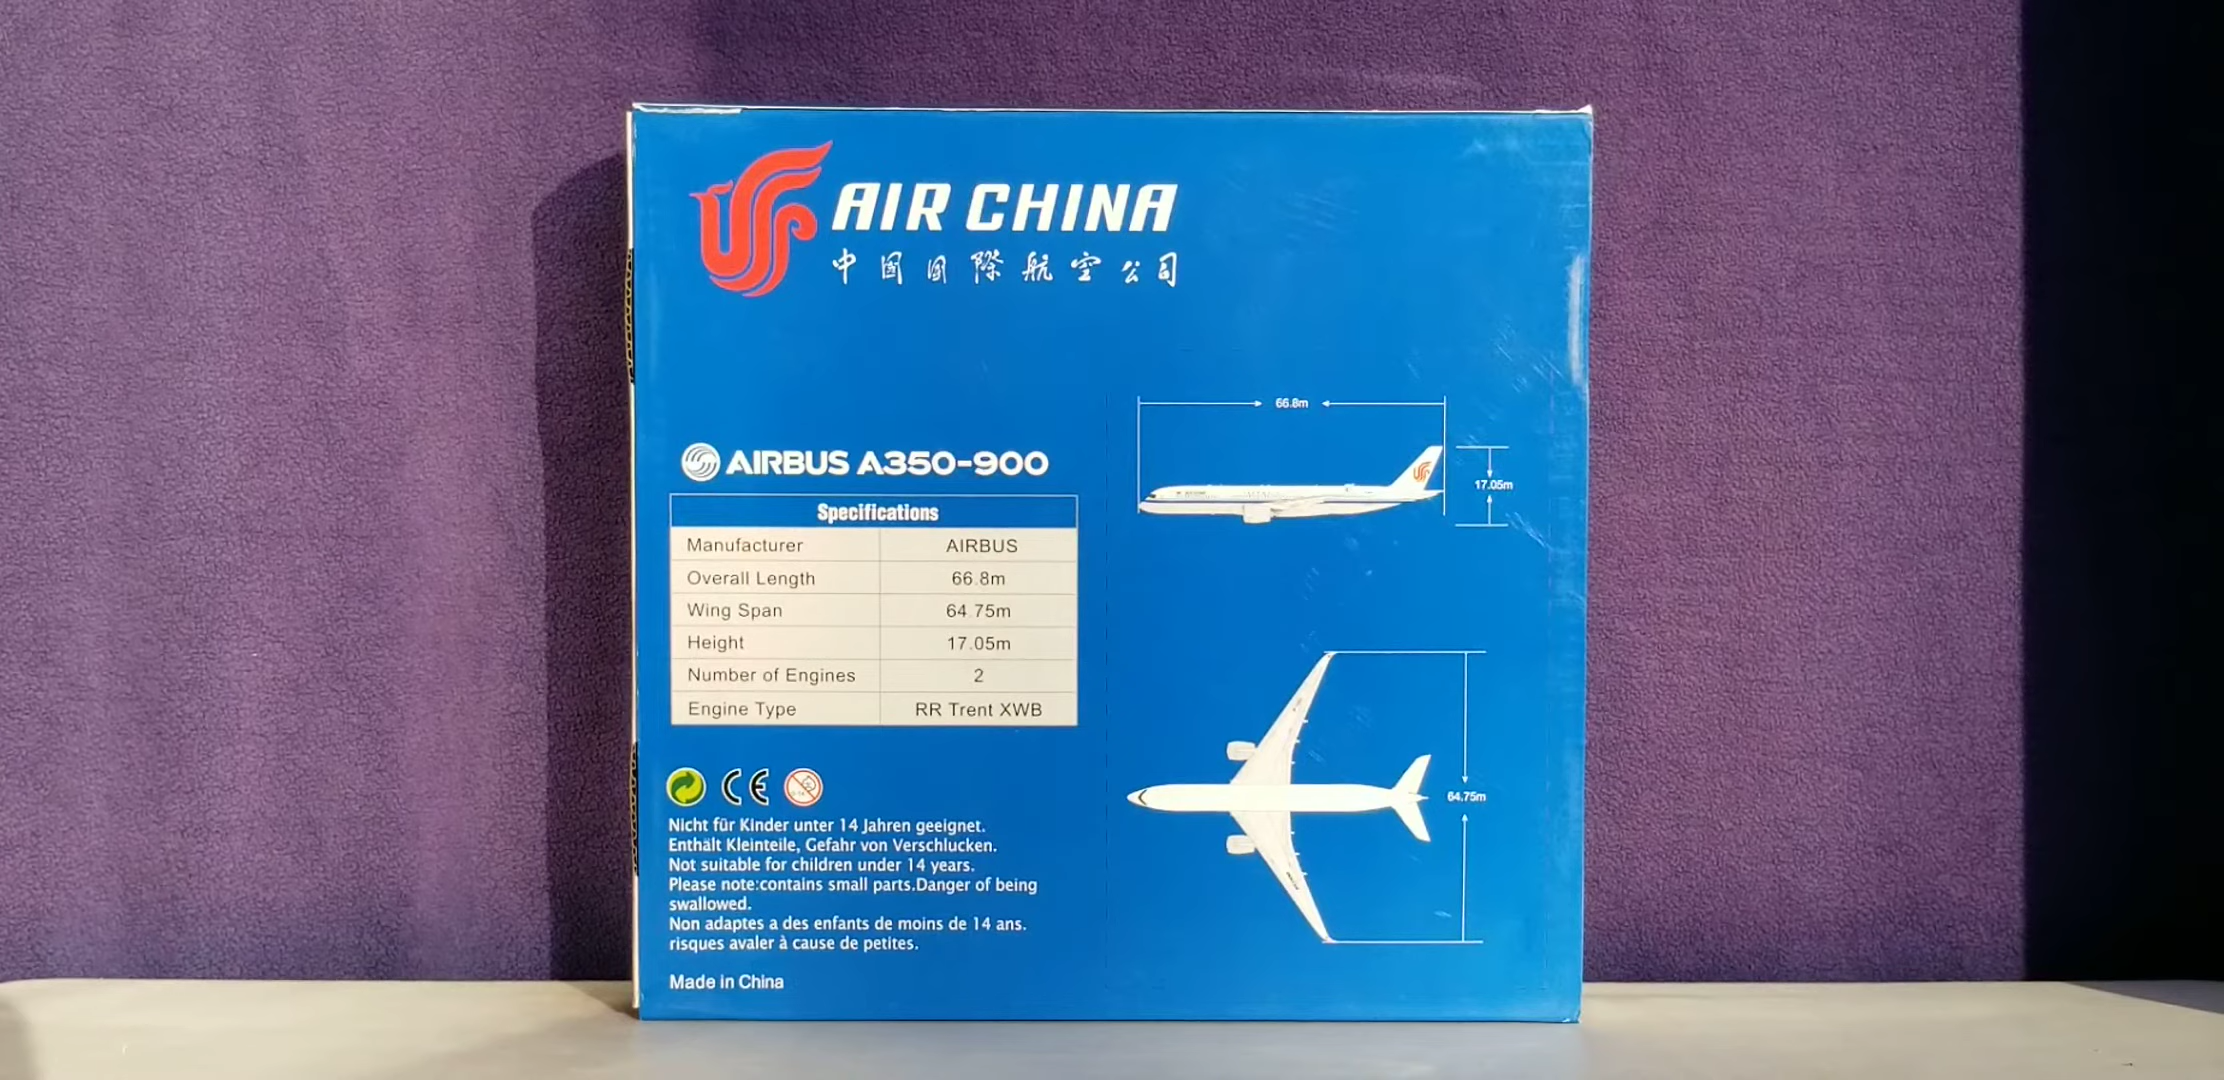 AIR CHINA
中国国際航空公司
AIRBUS A350-900
Specifications
Manufacturer AIRBUS
Overall Length 66.8m
Wing Span 64.75m
Height 17.05m
Number of Engines 2
Engine Type RR Trent XWB
CE
Nicht für Kinder unter 14 Jahren geeignet.
Enthält Kleinteile, Gefahr von Verschlucken.
Not suitable for children under 14 years.
Please note:contains small parts.Danger of being
swallowed.
Non adaptes a des enfants de moins de 14 ans.
risques avaler à cause de petites.
Made in China
66.8m
17.05m
64.75m